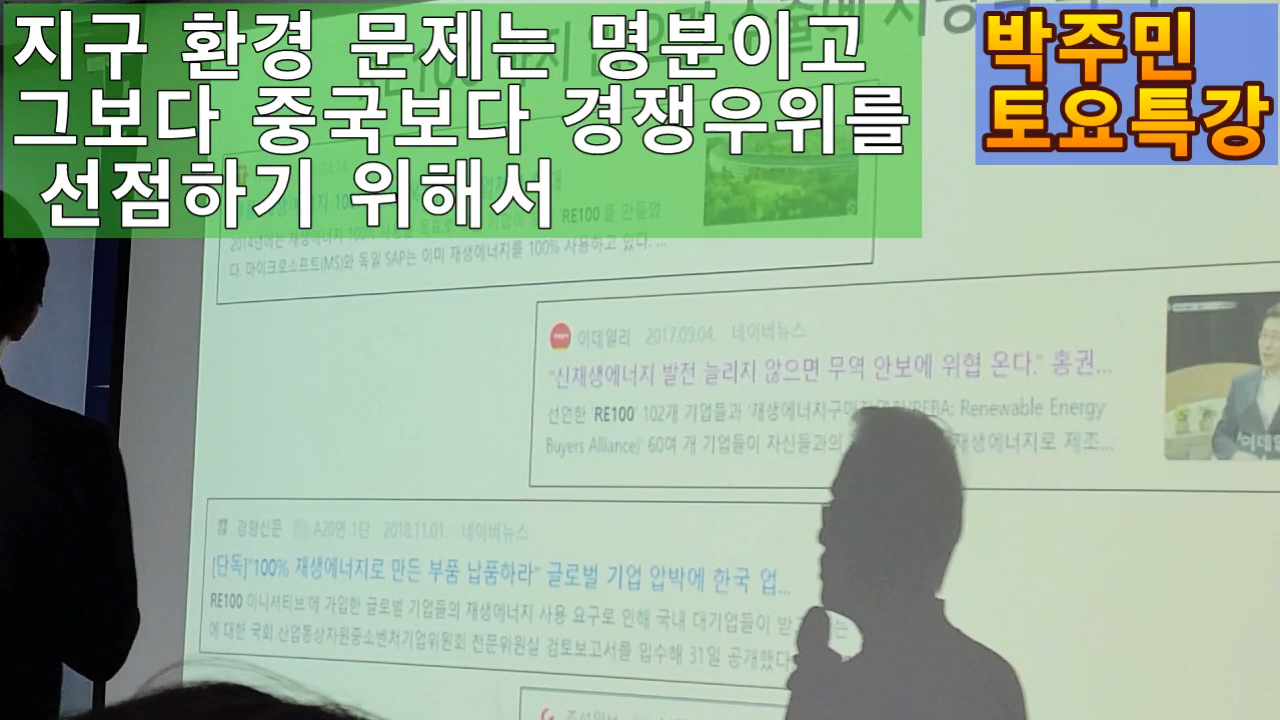 지구 환경 문제는 명분이고
그보다 중국보다 경쟁우위를
선점하기 위해서
박주민
토요특강
RE100
RE100'를 만들었
2014년에는 재생에너지 100%
다. 마이크로소프트(MS)와 독일 SAP는 이미 재생에너지를 100% 사용하고 있다. ...
이데일리 2017.09.04. 네이버뉴스
"신재생에너지 발전 늘리지 않으면 무역 안보에 위협 온다." 홍권...
선언한 'RE100' 102개 기업들과 '재생에너지구매 Renewable Energy
Buyers Alliance)' 60여 개 기업들이 자신들과의 재생에너지로 제조...
이데일
경향신문 A20면 1단 2018.11.01. 네이버뉴스
[단독]"100% 재생에너지로 만든 부품 납품하라" 글로벌 기업 압박에 한국 업...
RE100 이니셔티브'에 가입한 글로벌 기업들의 재생에너지 사용 요구로 인해 국내 대기업들이 받고 있는
에 대한 국회 산업통상자원중소벤처기업위원회 전문위원실 검토보고서를 입수해 31일 공개했다
조선일보